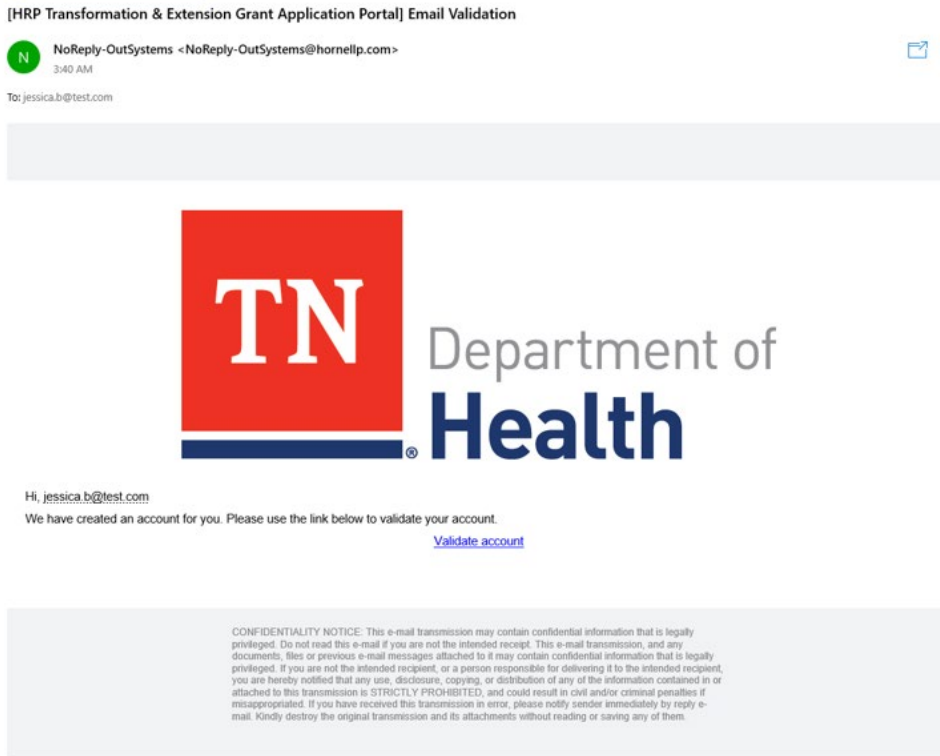 [HRP Transformation & Extension Grant Application Portal] Email Validation
N
NoReply-OutSystems <NoReply-OutSystems@hornellp.com>
3:40 AM
To: jessica.b@test.com
TN
Department of
®
Health
Hi, jessica.b@test.com
We have created an account for you. Please use the link below to validate your account.
Validate account
CONFIDENTIALITY NOTICE: This e-mail transmission may contain confidential information that is legally
privileged. Do not read this e-mail if you are not the intended receipt. This e-mail transmission, and any
documents, files or previous e-mail messages attached to it may contain confidential information that is legally
privileged. If you are not the intended recipient, or a person responsible for delivering it to the intended recipient,
you are hereby notified that any use, disclosure, copying, or distribution of any of the information contained in or
attached to this transmission is STRICTLY PROHIBITED, and could result in civil and/or criminal penalties if
misappropriated. If you have received this transmission in error, please notify sender immediately by reply e-
mail. Kindly destroy the original transmission and its attachments without reading or saving any of them.